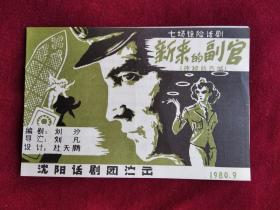 七场惊险话剧
新来的副官
编剧:刘沙
导演:刘凡
设计:杜天鹏
沈阳话剧团演出
1980.9